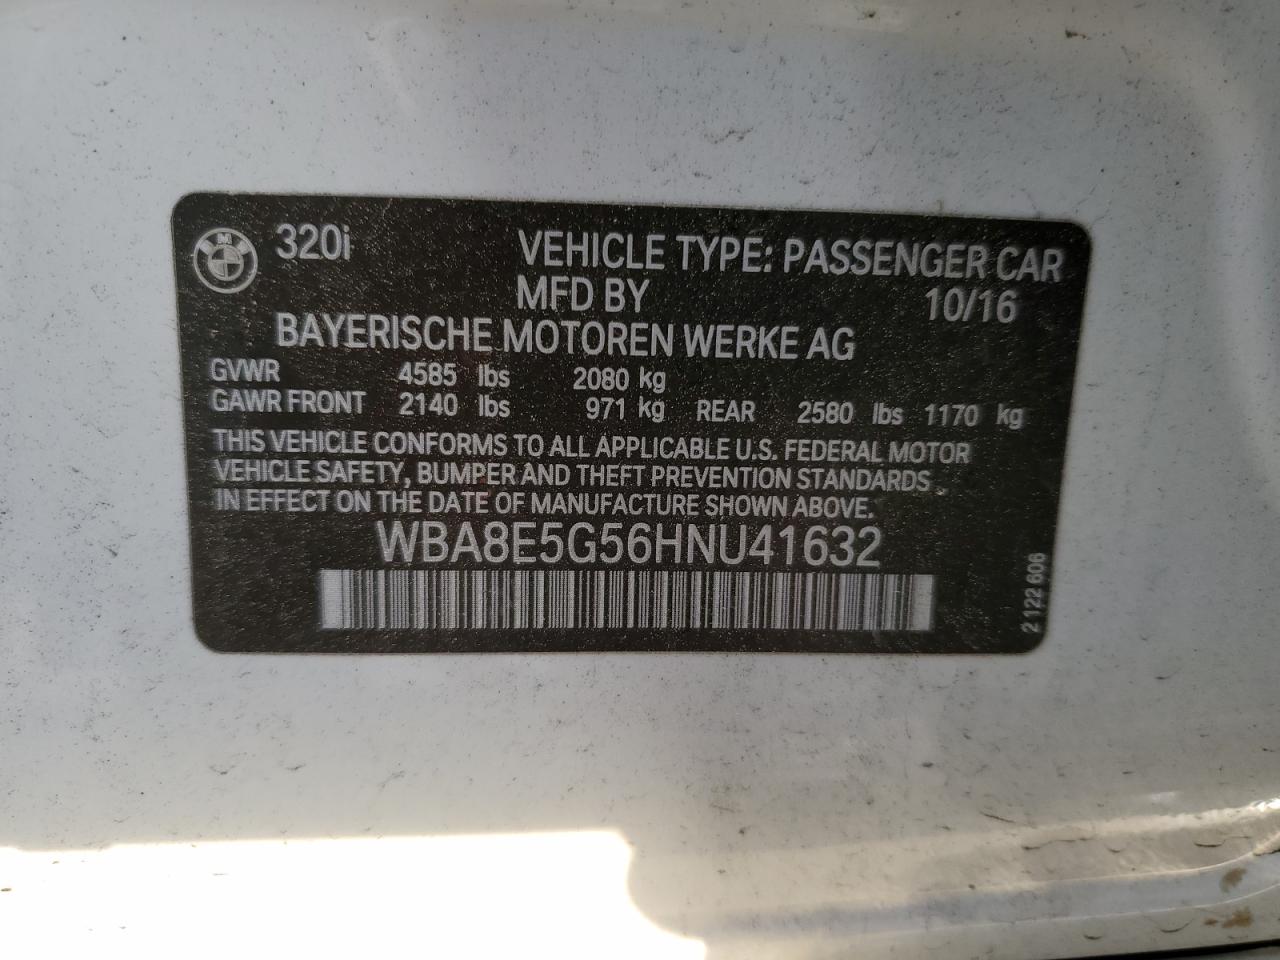 BMW 320i VEHICLE TYPE: PASSENGER CAR
MFD BY 10/16
BAYERISCHE MOTOREN WERKE AG
GVWR 4585 lbs 2080 kg
GAWR FRONT 2140 lbs 971 kg REAR 2580 lbs 1170 kg
THIS VEHICLE CONFORMS TO ALL APPLICABLE U.S. FEDERAL MOTOR
VEHICLE SAFETY, BUMPER AND THEFT PREVENTION STANDARDS
IN EFFECT ON THE DATE OF MANUFACTURE SHOWN ABOVE.
WBA8E5G56HNU41632
2 122 606